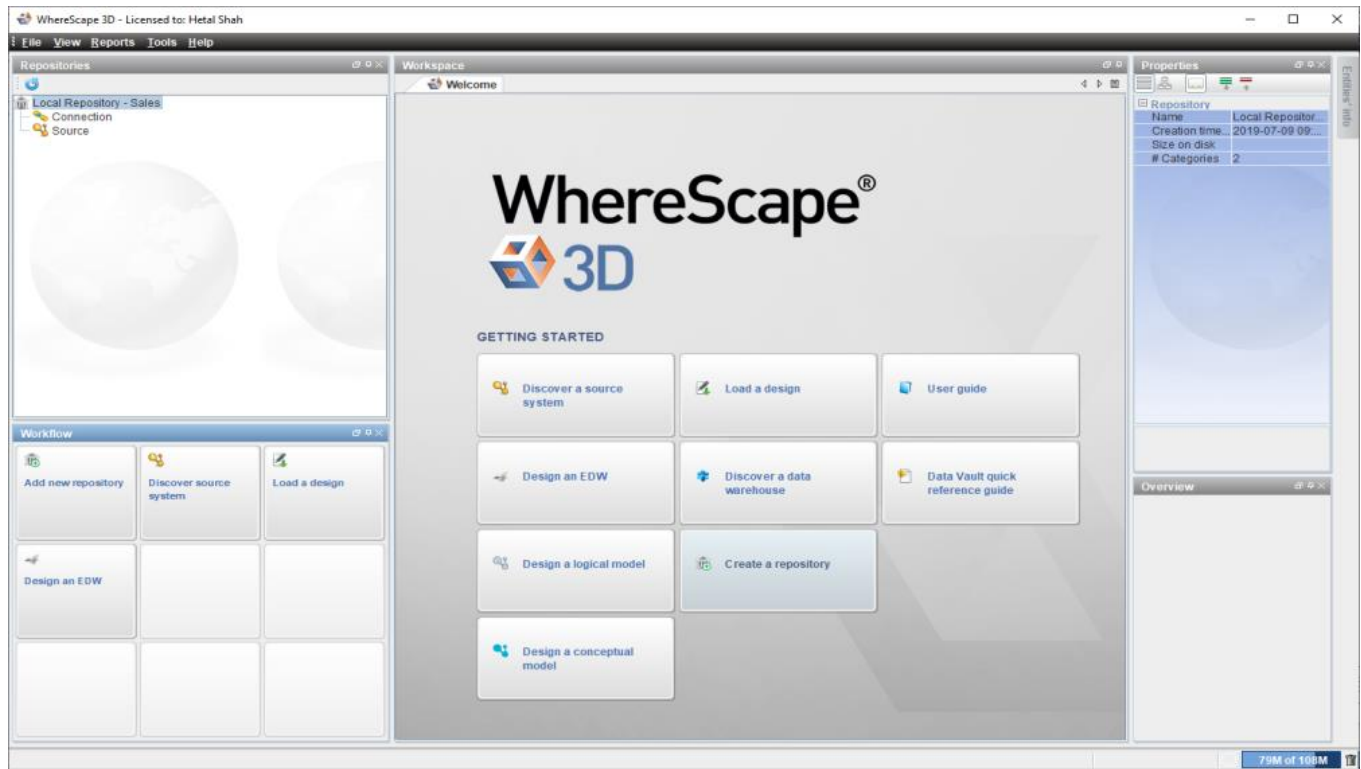 WhereScape 3D - Licensed to: Hetal Shah
File View Reports Tools Help
Repositories
Local Repository - Sales
Connection
Source
Workflow
Add new repository
Discover source
system
Load a design
Design an EDW
Workspace
Welcome
WhereScape®
3D
GETTING STARTED
Discover a source
system
Load a design
User guide
Design an EDW
Discover a data
warehouse
Data Vault quick
reference guide
Design a logical model
Create a repository
Design a conceptual
model
Properties
Repository
Name Local Repositor...
Creation time... 2019-07-09 09:...
Size on disk
# Categories 2
Overview
Entities' info
79M of 108M